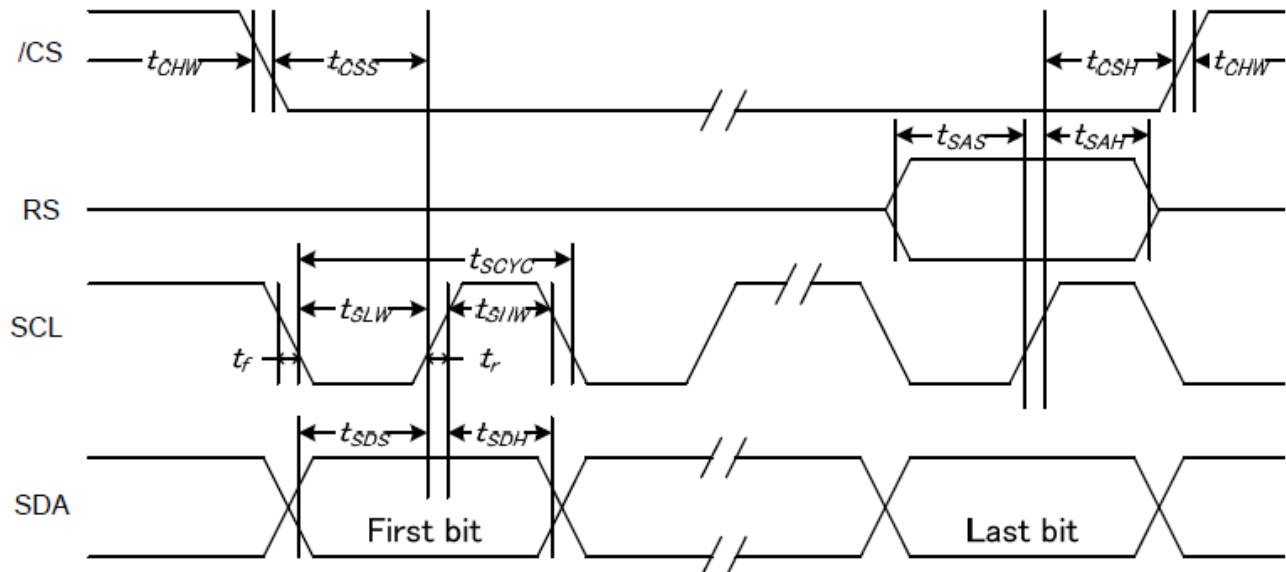 /CS
tCHW
tCSS
tCSH
tCHW
tSAS
tSAH
RS
tSCYC
SCL
tSLW
tSHW
tf
tr
tSDS
tSDH
SDA
First bit
Last bit